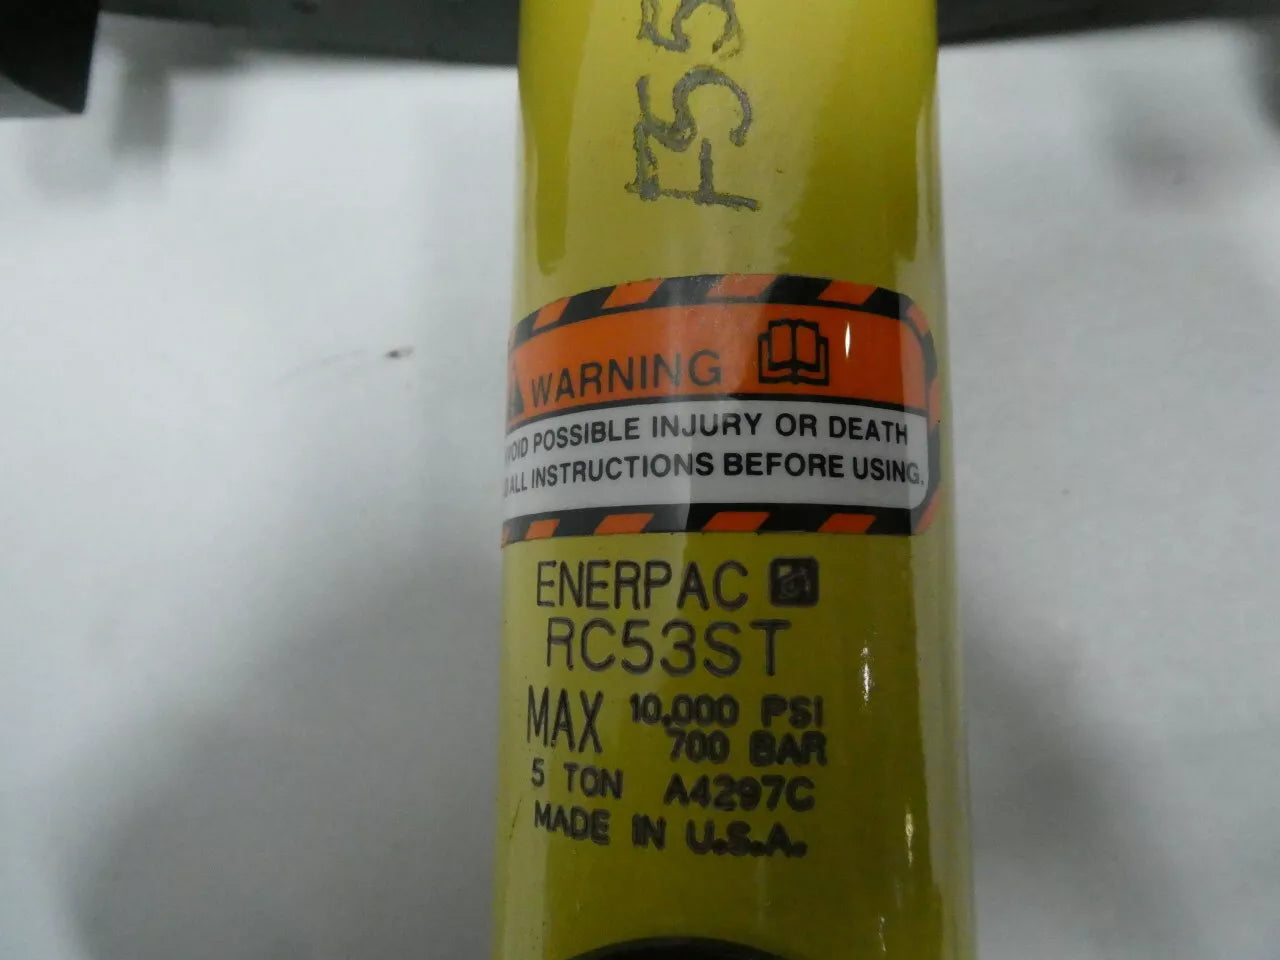 F55
WARNING
POSSIBLE INJURY OR DEATH
ALL INSTRUCTIONS BEFORE USING.
ENERPAC
RC53ST
MAX 10,000 PSI
700 BAR
5 TON A4297C
MADE IN U.S.A.